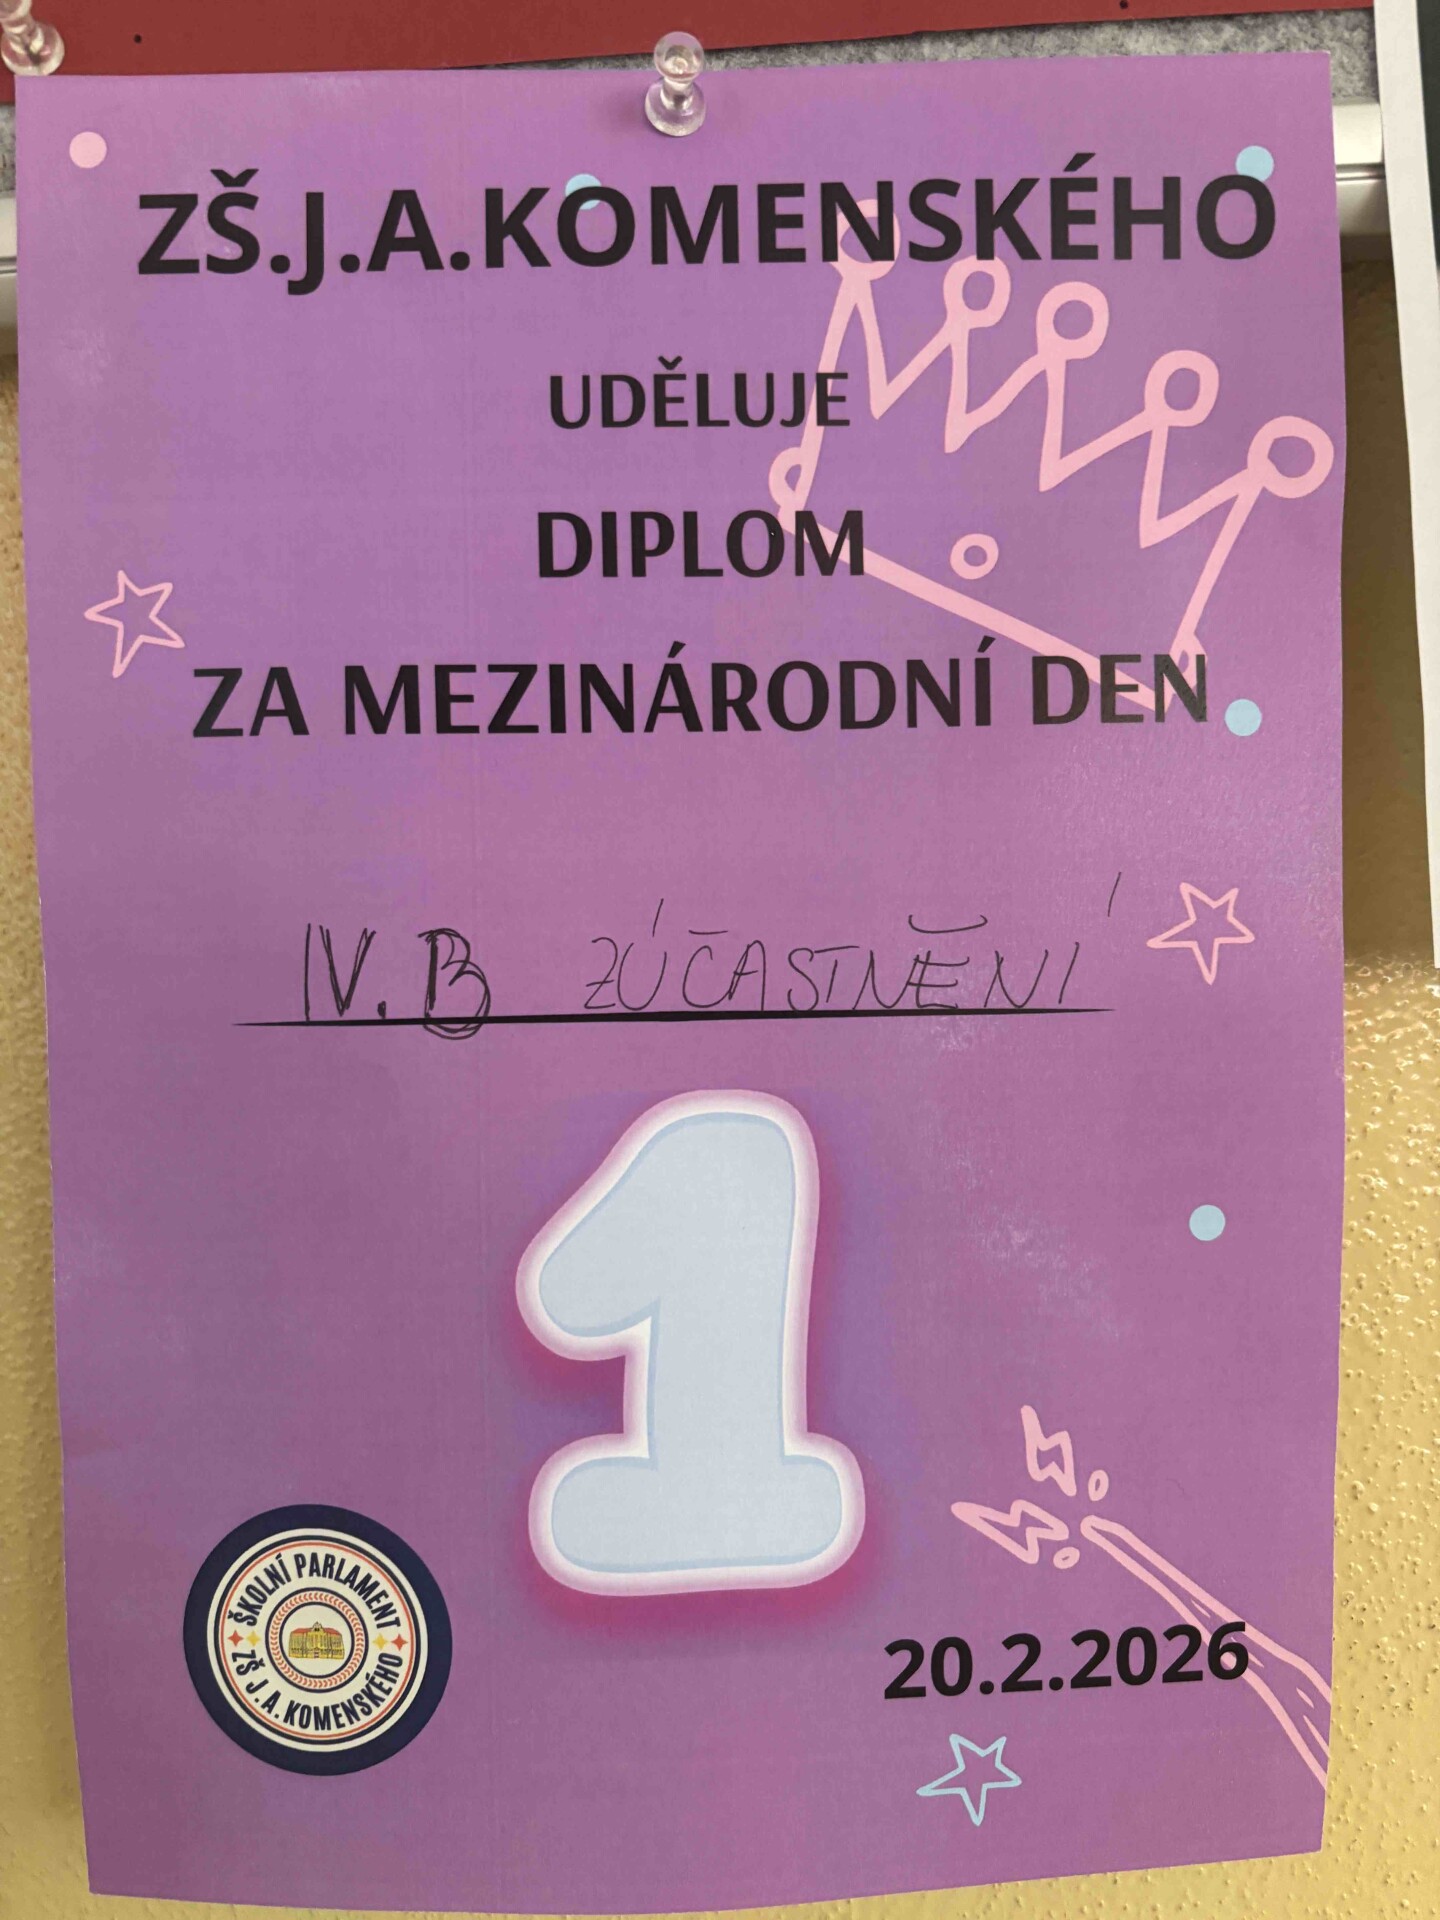 ZŠ.J.A.KOMENSKÉHO
UDĚLUJE
DIPLOM
ZA MEZINÁRODNÍ DEN
IV.B ZÚČASTNĚNÍ
1
ŠKOLNÍ PARLAMENT
ZŠ J.A.KOMENSKÉHO
20.2.2026